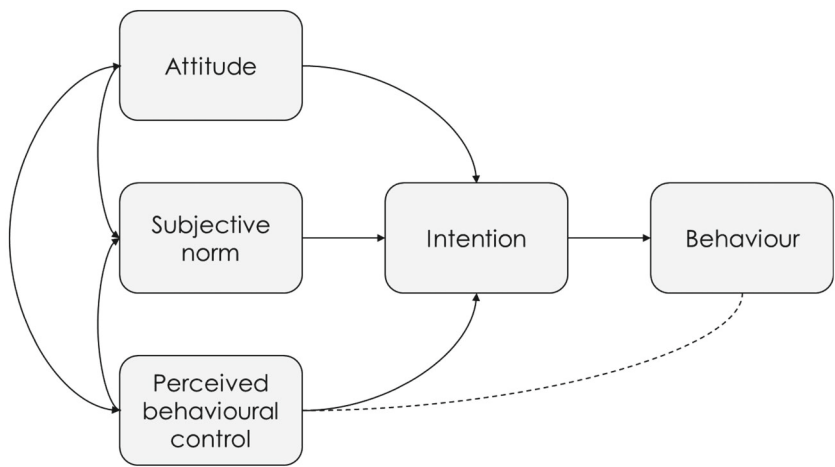 Attitude
Subjective
norm
Intention
Behaviour
Perceived
behavioural
control